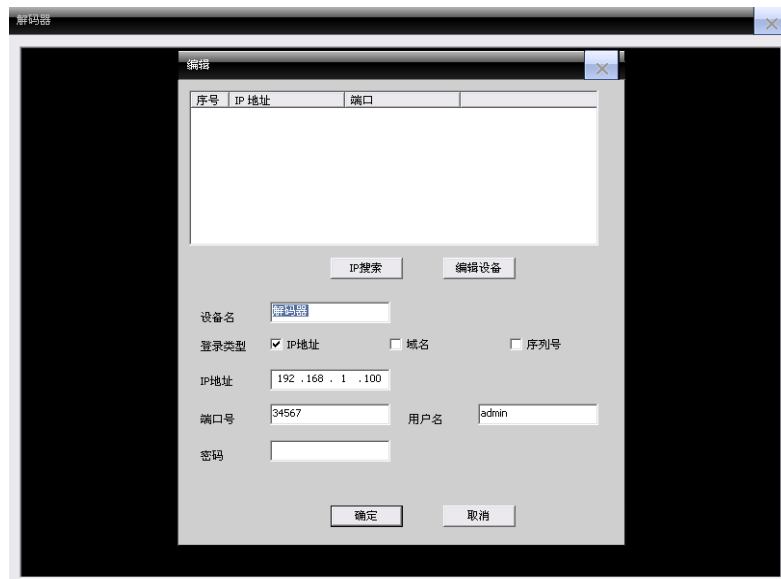 解码器
编辑
序号 IP 地址 端口
IP搜索 编辑设备
设备名 解码器
登录类型 IP地址 域名 序列号
IP地址 192 .168 . 1 .100
端口号 34567 用户名 admin
密码
确定 取消